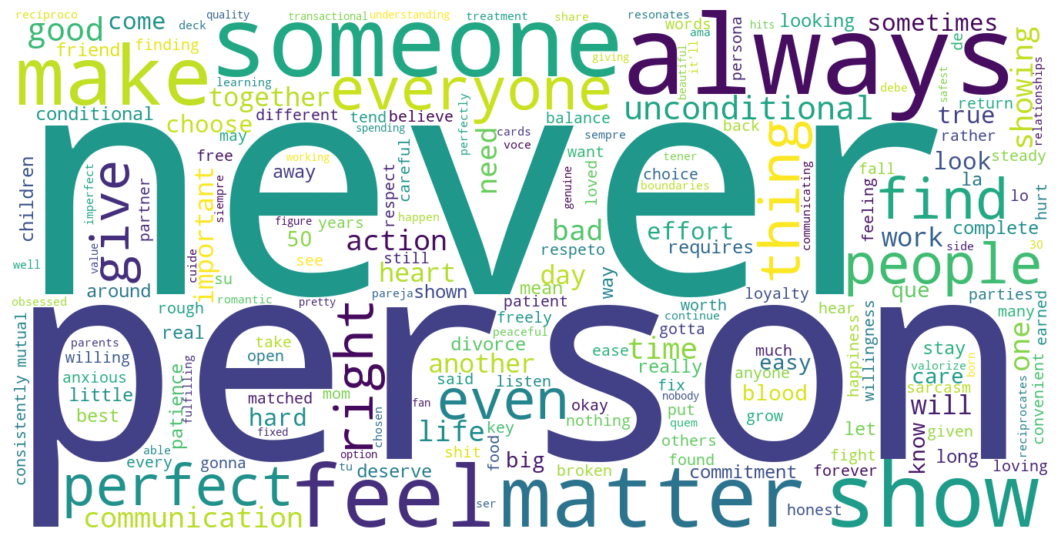 recíproco
transactional
understanding
treatment
share
resonates
looking
sometimes
quality
deck
come
good
friend
finding
someone
always
words
ama
it'll
persona
de
hits
debe
safest
relationships
showing
make
learning
everyone
giving
beautiful
together
unconditional
return
true
conditional
choose
different
tend
believe
balance
cards
voce
sempre
back
rather
may
spending
perfectly
need
want
loved
careful
never
person
thing
steady
look
fall
free
working
away
choice
tener
boundaries
genuine
communicating
feeling
find
la
lo
hurt
children
imperfect
give
partner
important
siempre
figure
happen
respect
years
50
see
still
action
bad
effort
requires
respeto
work
complete
side
30
well
value
cuide
su
heart
day
people
around
mean
way
loyalty
que
parties
obsessed
romantic
pretty
pareja
shown
patient
worth
continue
hear
many
earned
rough
real
right
freely
peaceful
gotta
happiness
willingness
one
convenient
parents
willing
take
open
another
divorce
ease
time
really
much
easy
anyone
stay
valorize
born
care
sarcasm
reciprocates
consistently
mutual
anxious
little
patience
fulfilling
matched
mom
said
listen
fix
nobody
blood
grow
will
best
hard
fixed
even
fan
okay
nothing
put
quem
let
given
know
able
every
gonna
chosen
option
tu
life
key
shit
food
others
found
fight
long
loving
perfect
deserve
big
broken
commitment
forever
communication
feel
ser
matter
honest
show